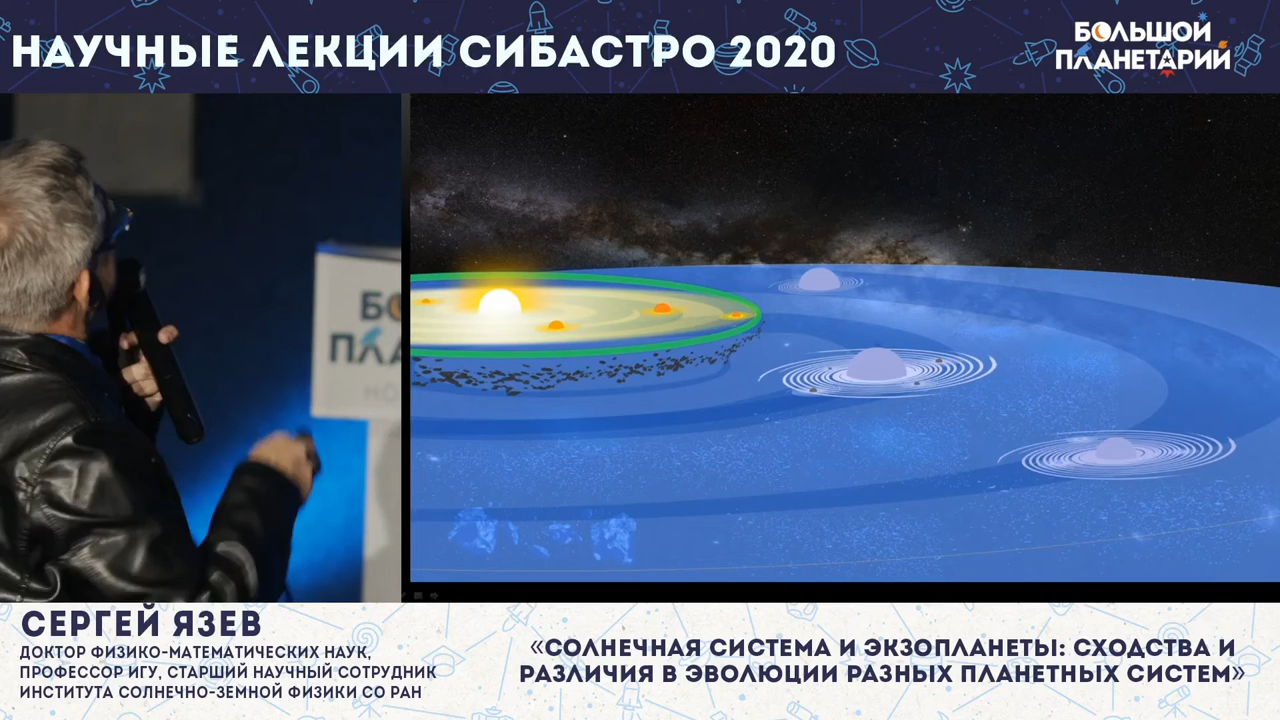 НАУЧНЫЕ ЛЕКЦИИ СИБАСТРО 2020
БОЛЬШОЙ
ПЛАНЕТАРИЙ
СЕРГЕЙ ЯЗЕВ
ДОКТОР ФИЗИКО-МАТЕМАТИЧЕСКИХ НАУК,
ПРОФЕССОР ИГУ, СТАРШИЙ НАУЧНЫЙ СОТРУДНИК
ИНСТИТУТА СОЛНЕЧНО-ЗЕМНОЙ ФИЗИКИ СО РАН
«СОЛНЕЧНАЯ СИСТЕМА И ЭКЗОПЛАНЕТЫ: СХОДСТВА И
РАЗЛИЧИЯ В ЭВОЛЮЦИИ РАЗНЫХ ПЛАНЕТНЫХ СИСТЕМ»